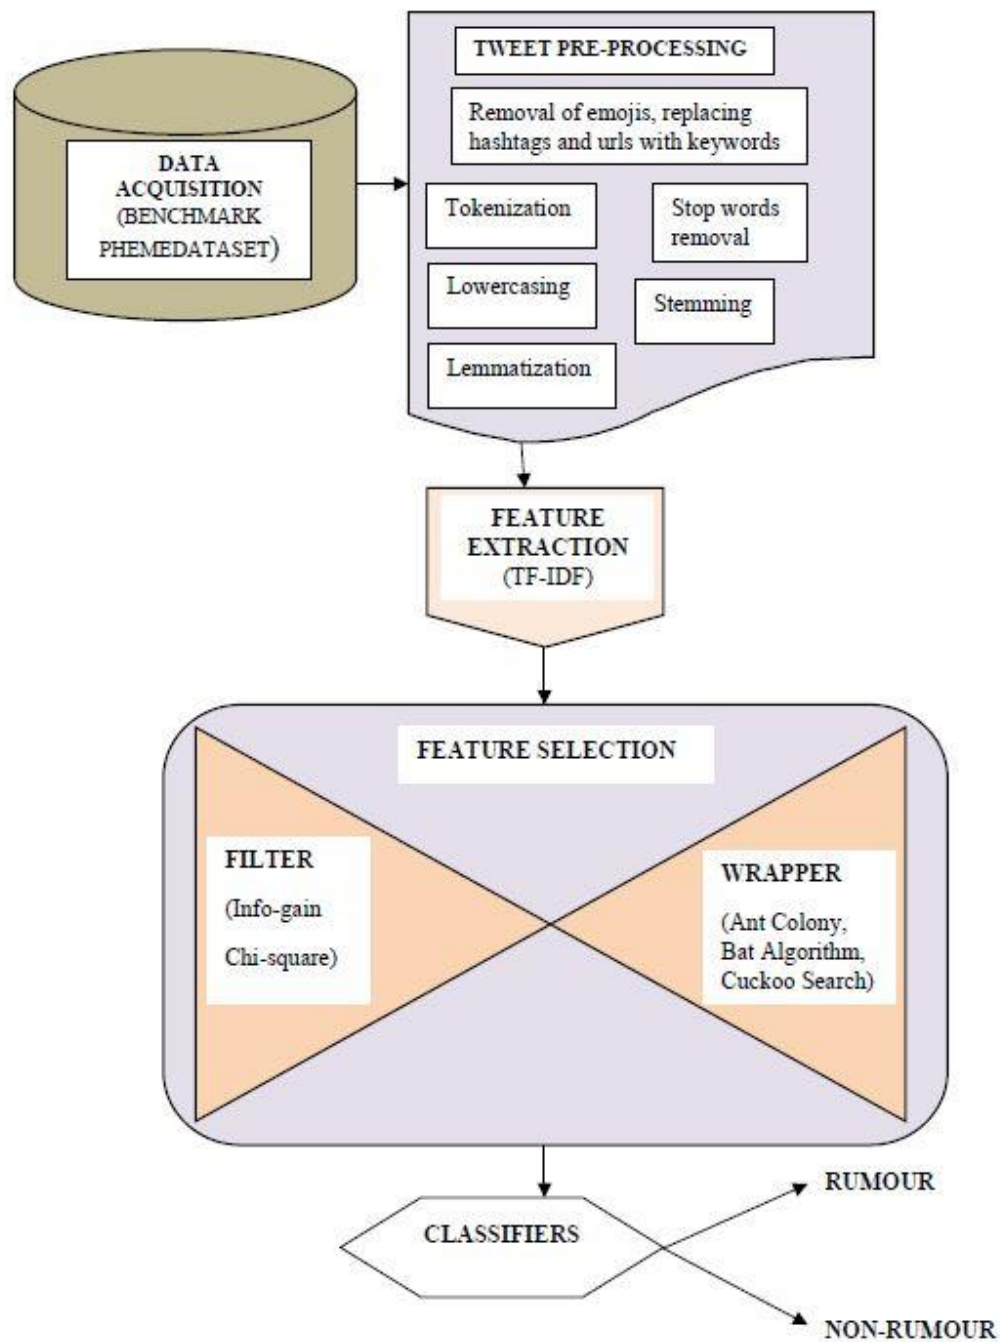 DATA
ACQUISITION
(BENCHMARK
PHEMEDATASET)
TWEET PRE-PROCESSING
Removal of emojis, replacing
hashtags and urls with keywords
Tokenization
Stop words
removal
Lowercasing
Stemming
Lemmatization
FEATURE
EXTRACTION
(TF-IDF)
FEATURE SELECTION
FILTER
(Info-gain
Chi-square)
WRAPPER
(Ant Colony,
Bat Algorithm,
Cuckoo Search)
CLASSIFIERS
RUMOUR
NON-RUMOUR